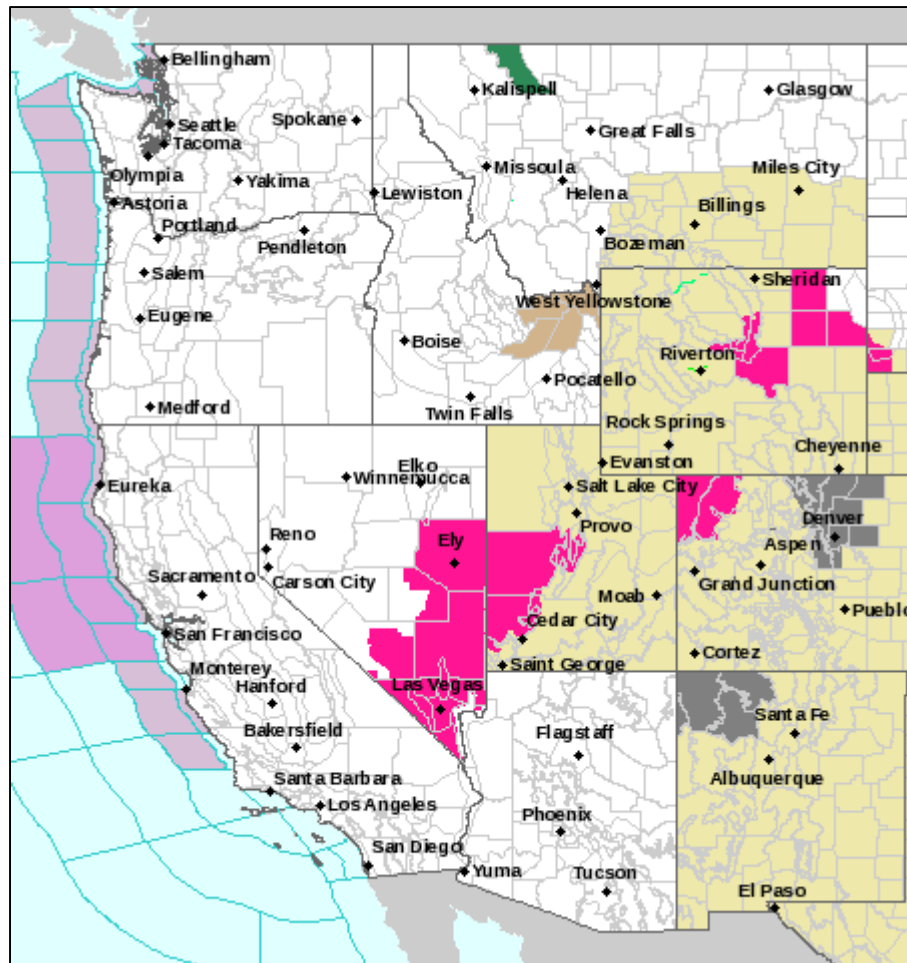 Bellingham
Kalispell
Glasgow
Seattle
Spokane
Great Falls
Tacoma
Olympia
Missoula
Miles City
Yakima
Lewiston
Helena
Astoria
Billings
Portland
Pendleton
Bozeman
Salem
Sheridan
West Yellowstone
Eugene
Boise
Riverton
Pocatello
Medford
Twin Falls
Rock Springs
Cheyenne
Elko
Evanston
Winnemucca
Eureka
Salt Lake City
Provo
Denver
Reno
Ely
Aspen
Carson City
Grand Junction
Sacramento
Moab
Pueblo
Cedar City
San Francisco
Cortez
Saint George
Monterey
Hanford
Las Vegas
Santa Fe
Bakersfield
Flagstaff
Albuquerque
Santa Barbara
Los Angeles
Phoenix
San Diego
Yuma
Tucson
El Paso